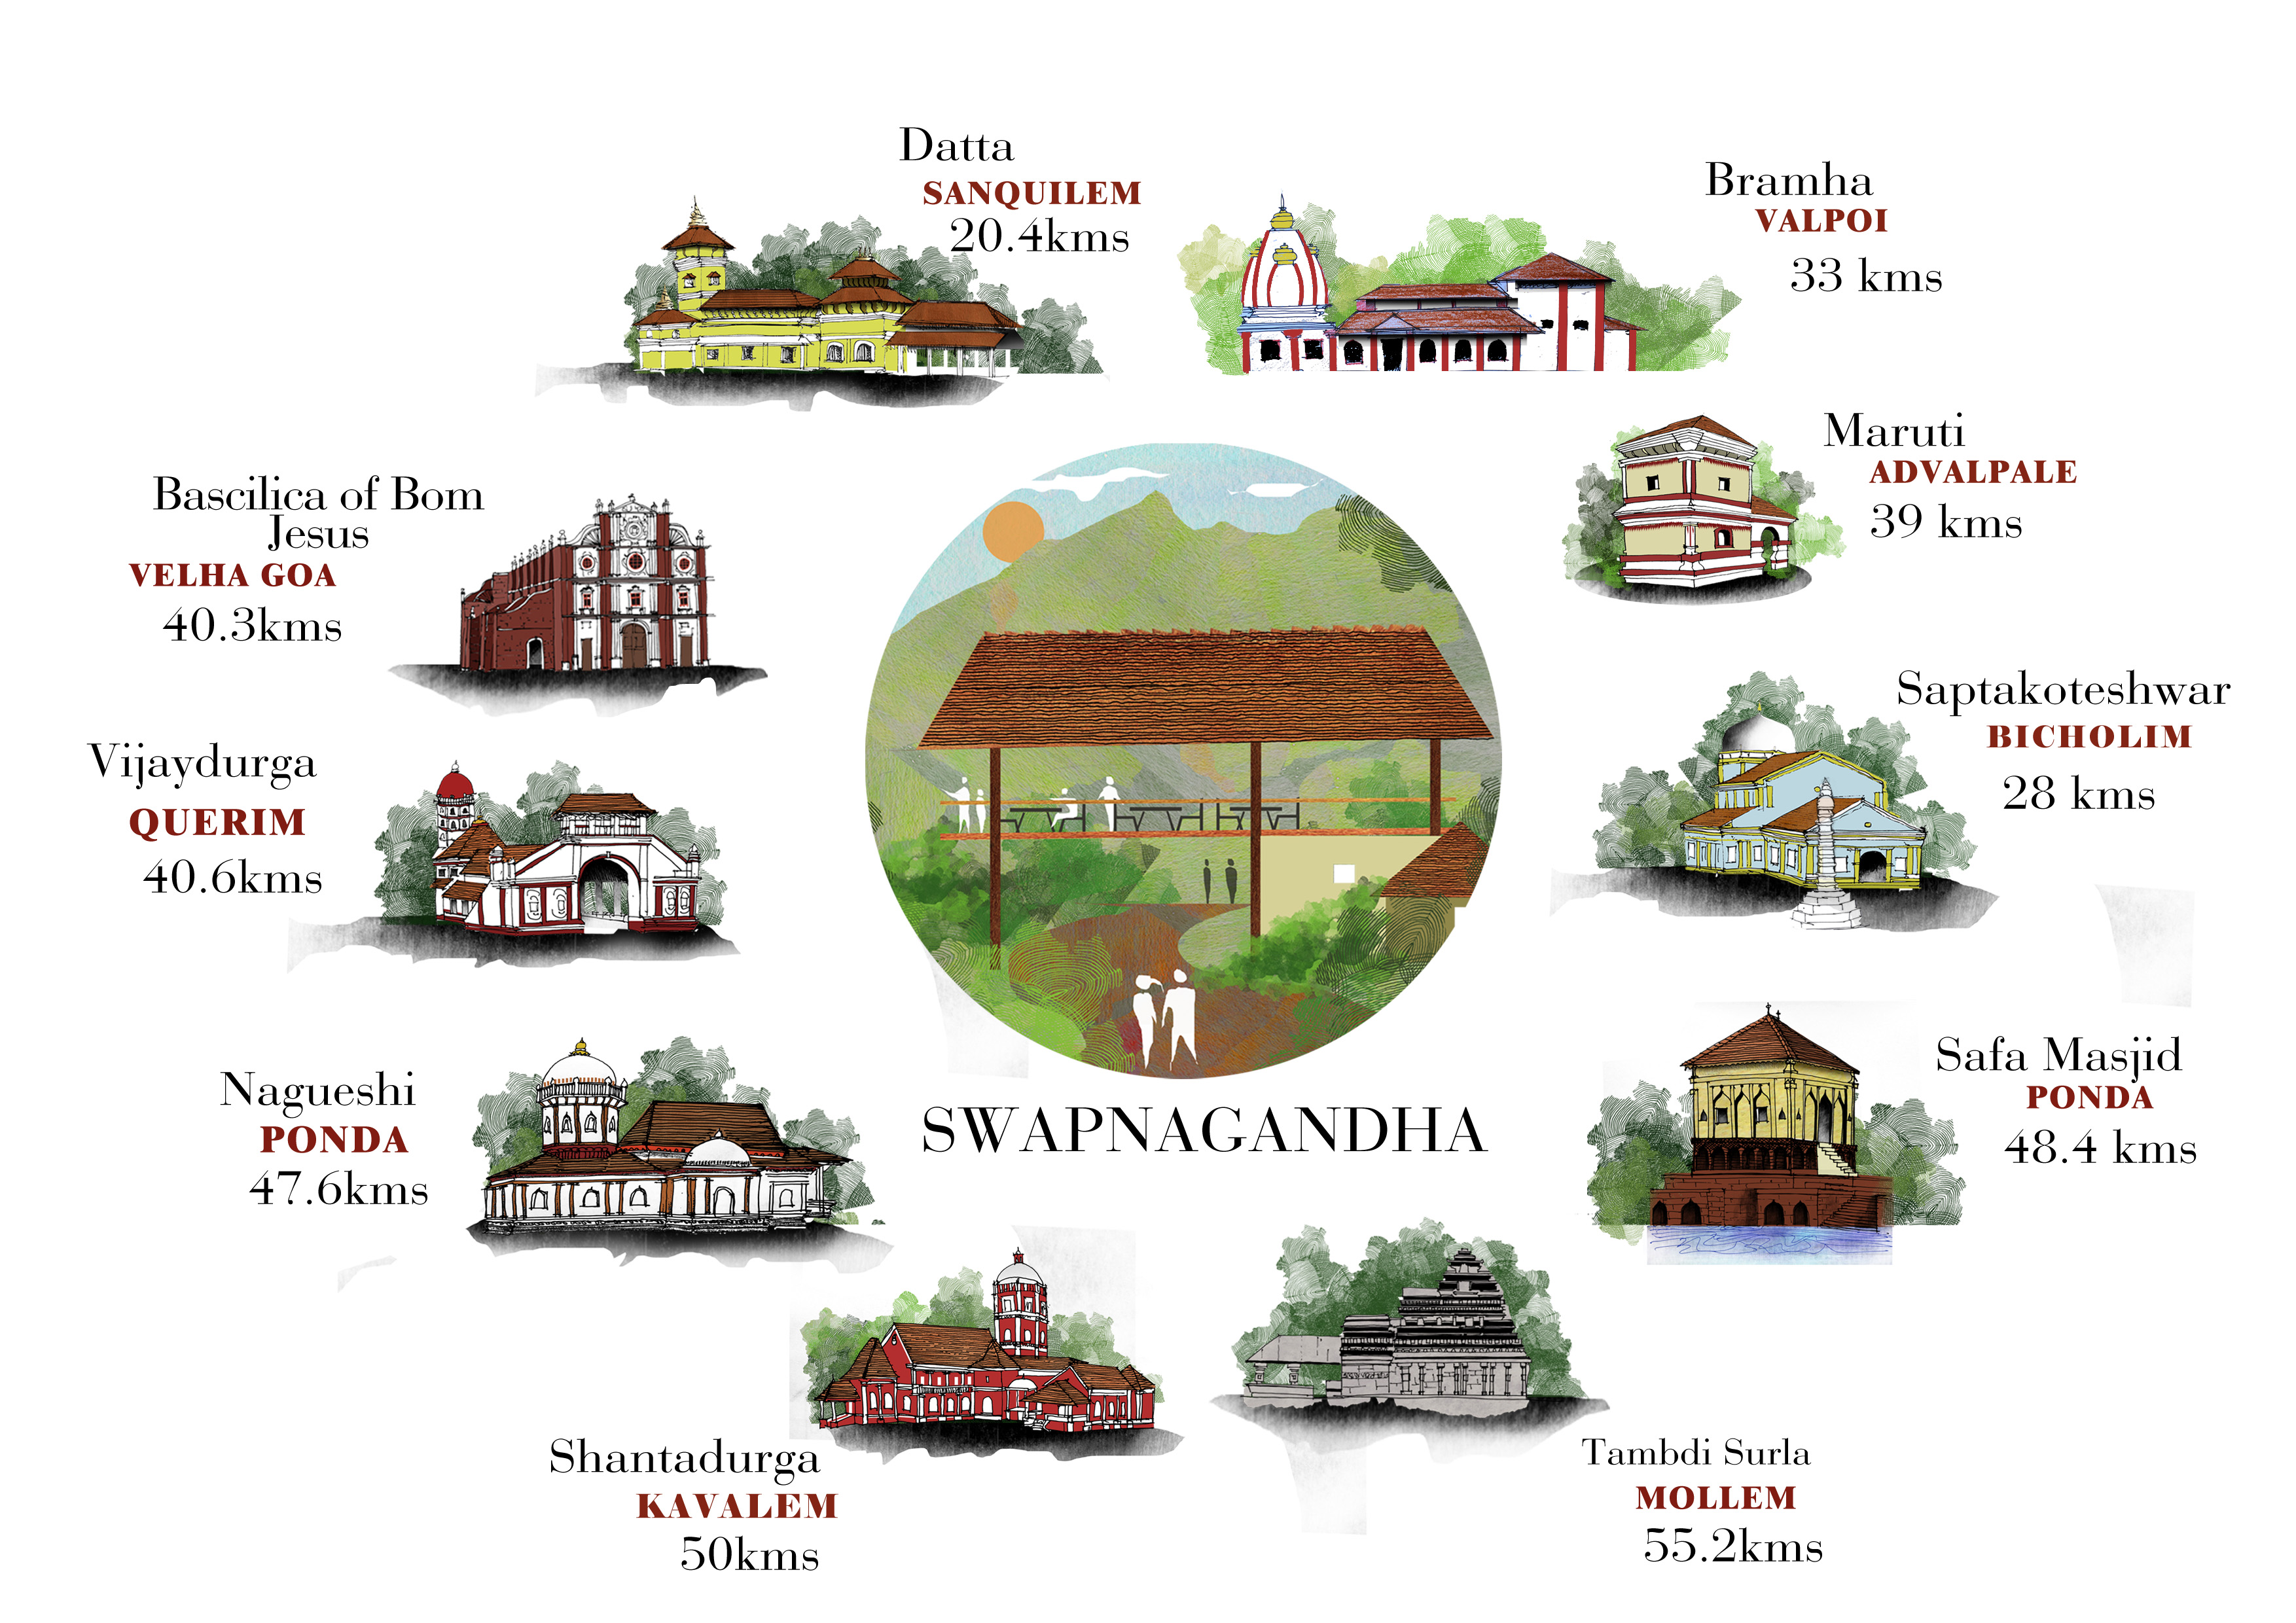 Datta
SANQUILEM
20.4kms
Bramha
VALPOI
33 kms
Maruti
ADVALPALE
39 kms
Bascilica of Bom
Jesus
VELHA GOA
40.3kms
Saptakoteshwar
BICHOLIM
28 kms
Vijaydurga
QUERIM
40.6kms
Safa Masjid
PONDA
48.4 kms
Nagueshi
PONDA
47.6kms
SWAPNAGANDHA
Shantadurga
KAVALEM
50kms
Tambdi Surla
MOLLEM
55.2kms